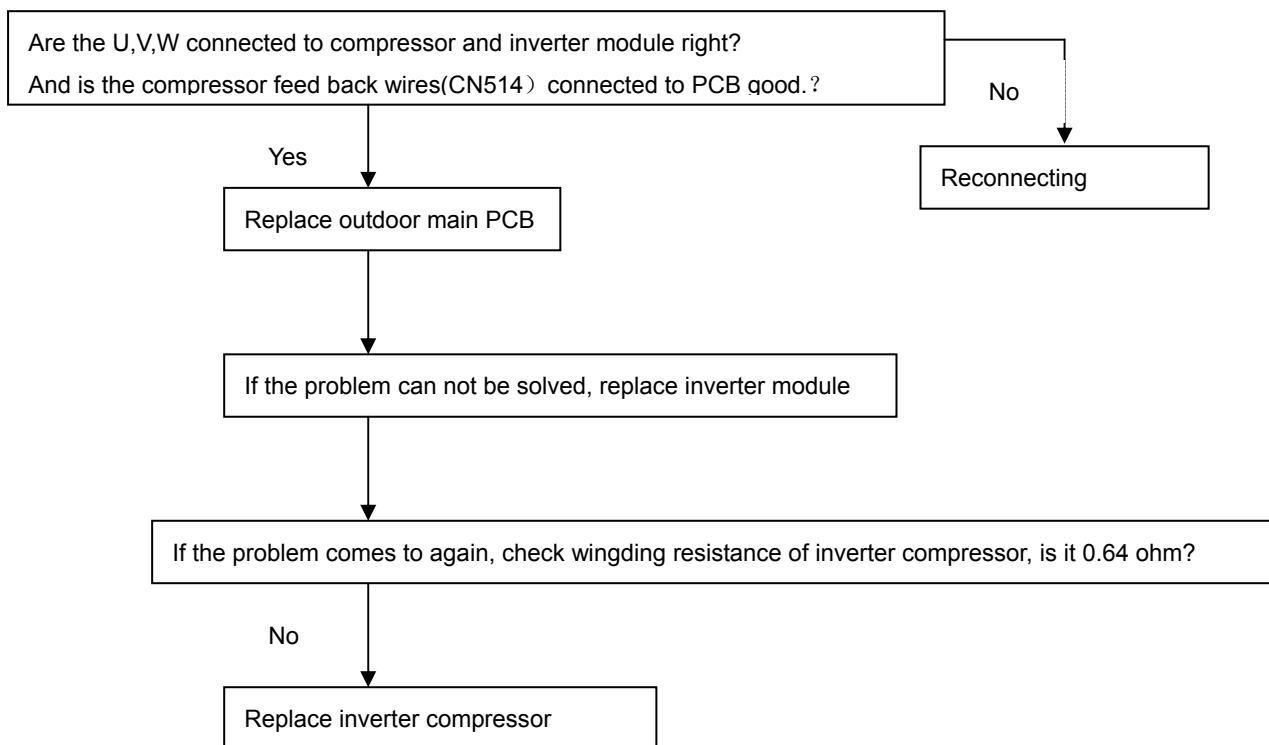 Are the U,V,W connected to compressor and inverter module right?
And is the compressor feed back wires(CN514）connected to PCB good.？
No
Yes
Reconnecting
Replace outdoor main PCB
If the problem can not be solved, replace inverter module
If the problem comes to again, check wingding resistance of inverter compressor, is it 0.64 ohm?
No
Replace inverter compressor